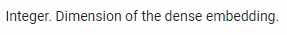 Integer. Dimension of the dense embedding.